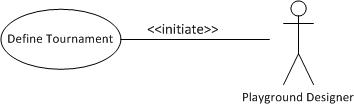 <<initiate>>
Define Tournament
Playground Designer